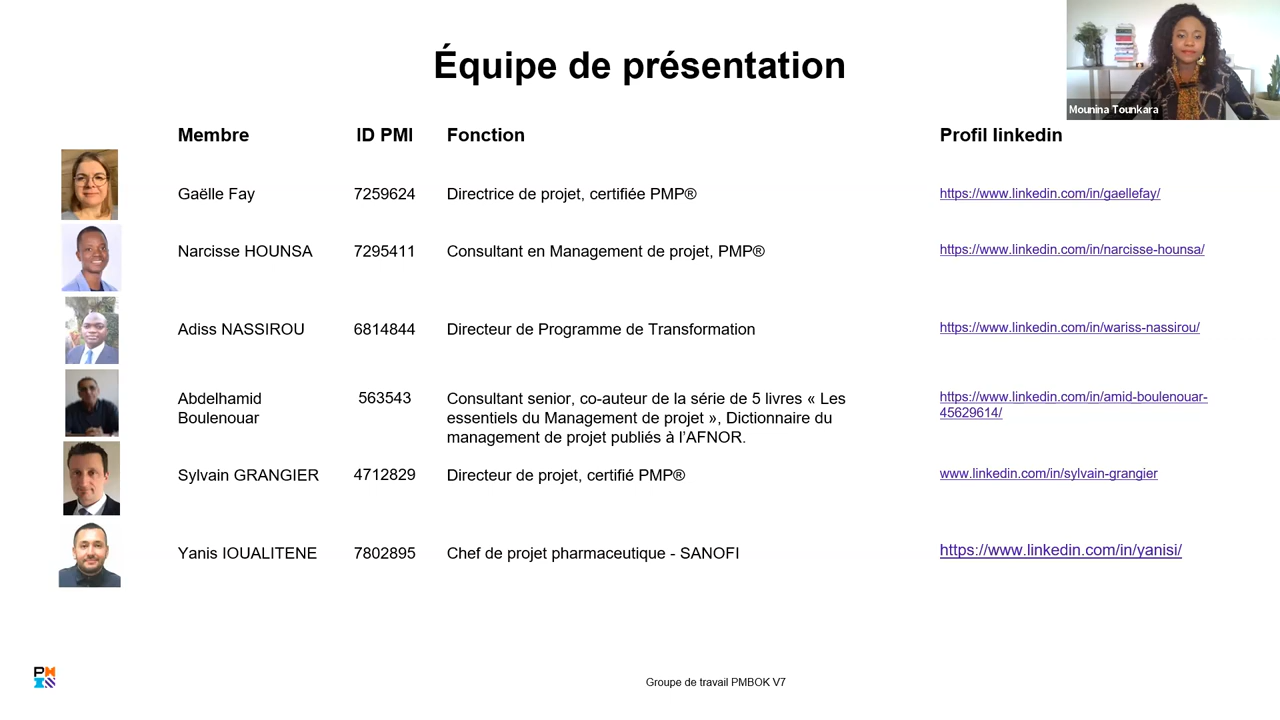 Équipe de présentation
Mounina Tounkara
Membre ID PMI Fonction Profil linkedin
Gaëlle Fay 7259624 Directrice de projet, certifiée PMP® https://www.linkedin.com/in/gaellefay/
Narcisse HOUNSA 7295411 Consultant en Management de projet, PMP® https://www.linkedin.com/in/narcisse-hounsa/
Adiss NASSIROU 6814844 Directeur de Programme de Transformation https://www.linkedin.com/in/wariss-nassirou/
Abdelhamid 563543 Consultant senior, co-auteur de la série de 5 livres « Les https://www.linkedin.com/in/amid-boulenouar-
Boulenouar essentiels du Management de projet », Dictionnaire du 45629614/
management de projet publiés à l'AFNOR.
Sylvain GRANGIER 4712829 Directeur de projet, certifié PMP® www.linkedin.com/in/sylvain-grangier
Yanis IOUALITENE 7802895 Chef de projet pharmaceutique - SANOFI https://www.linkedin.com/in/yanisi/
Groupe de travail PMBOK V7